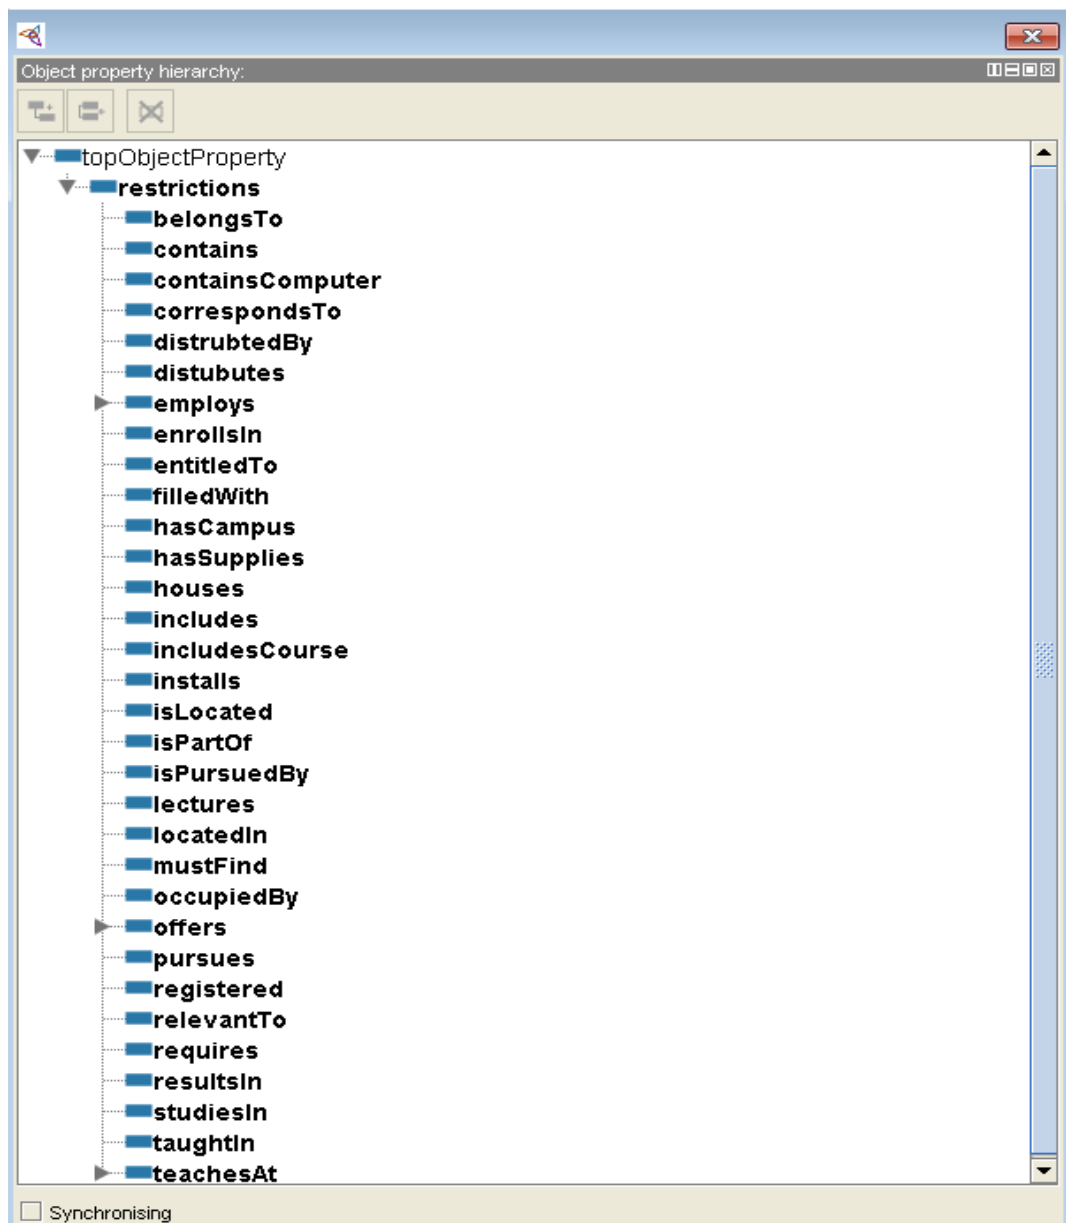 Object property hierarchy:
topObjectProperty
restrictions
belongsTo
contains
containsComputer
correspondsTo
distrubtedBy
distubutes
employs
enrollsIn
entitledTo
filledWith
hasCampus
hasSupplies
houses
includes
includesCourse
installs
isLocated
isPartOf
isPursuedBy
lectures
locatedIn
mustFind
occupiedBy
offers
pursues
registered
relevantTo
requires
resultsIn
studiesIn
taughtIn
teachesAt
Synchronising